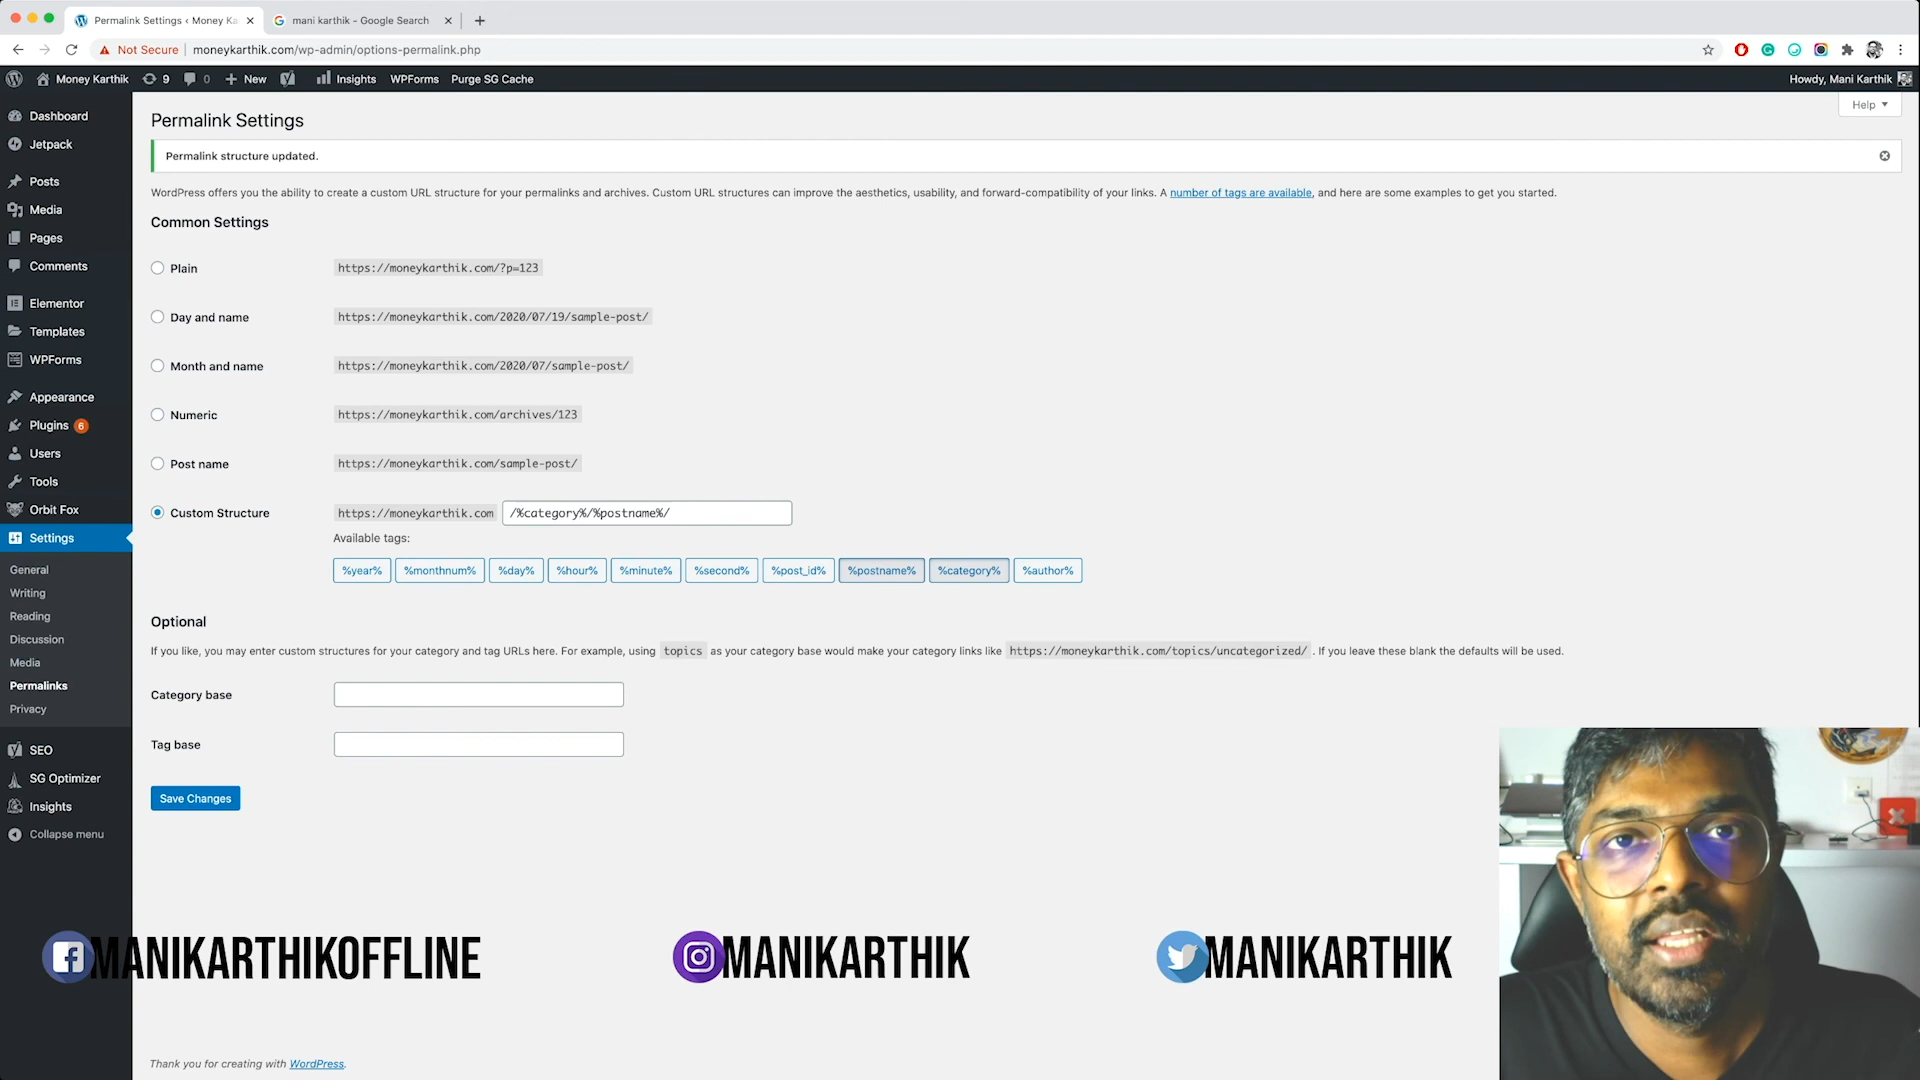 Permalink Settings ‹ Money Ka
mani karthik - Google Search
Not Secure
moneykarthik.com/wp-admin/options-permalink.php
Money Karthik
9
0
New
Insights
WPForms
Purge SG Cache
Howdy, Mani Karthik
Dashboard
Jetpack
Posts
Media
Pages
Comments
Elementor
Templates
WPForms
Appearance
Plugins 6
Users
Tools
Orbit Fox
Settings
General
Writing
Reading
Discussion
Media
Permalinks
Privacy
SEO
SG Optimizer
Insights
Collapse menu
Help
Permalink Settings
Permalink structure updated.
WordPress offers you the ability to create a custom URL structure for your permalinks and archives. Custom URL structures can improve the aesthetics, usability, and forward-compatibility of your links. A number of tags are available, and here are some examples to get you started.
Common Settings
Plain https://moneykarthik.com/?p=123
Day and name https://moneykarthik.com/2020/07/19/sample-post/
Month and name https://moneykarthik.com/2020/07/sample-post/
Numeric https://moneykarthik.com/archives/123
Post name https://moneykarthik.com/sample-post/
Custom Structure https://moneykarthik.com /%category%/%postname%/
Available tags:
%year% %monthnum% %day% %hour% %minute% %second% %post_id% %postname% %category% %author%
Optional
If you like, you may enter custom structures for your category and tag URLs here. For example, using topics as your category base would make your category links like https://moneykarthik.com/topics/uncategorized/ . If you leave these blank the defaults will be used.
Category base
Tag base
Save Changes
MANIKARTHIKOFFLINE
MANIKARTHIK
MANIKARTHIK
Thank you for creating with WordPress.